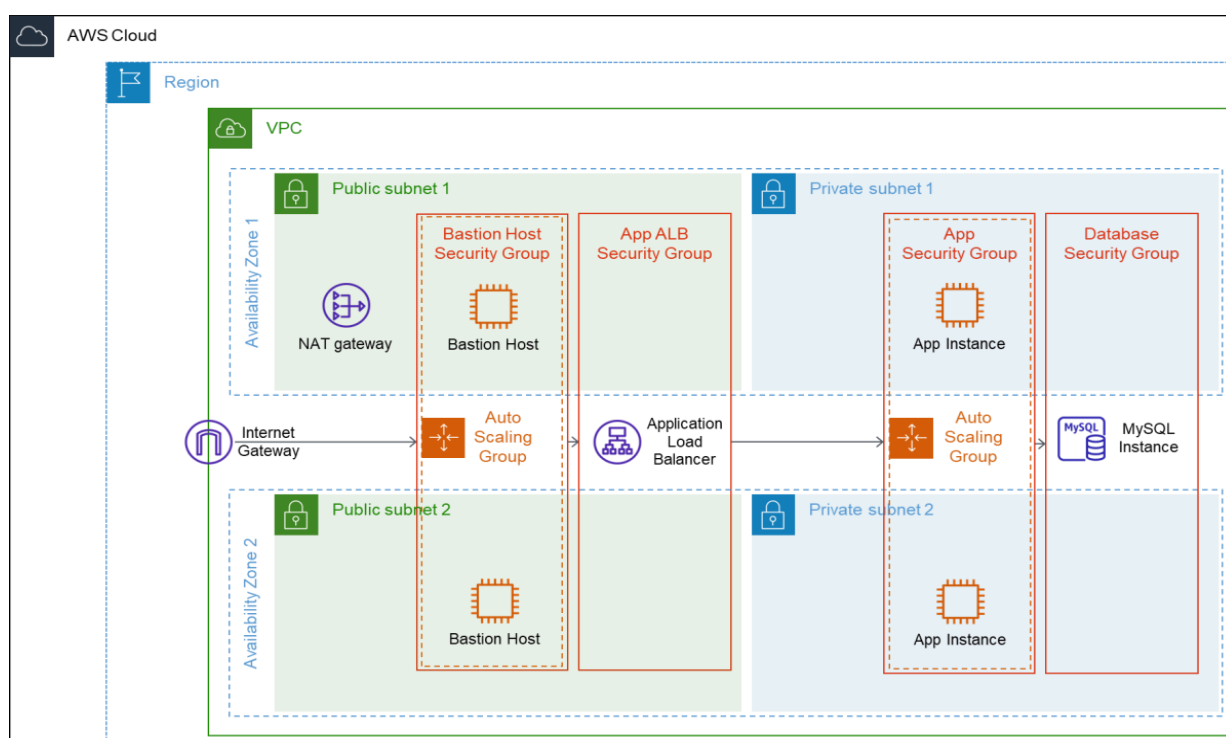 AWS Cloud
Region
VPC
Availability Zone 1
Public subnet 1
Private subnet 1
Bastion Host
Security Group
App ALB
Security Group
App
Security Group
Database
Security Group
NAT gateway
Bastion Host
App Instance
Internet
Gateway
Auto
Scaling
Group
Application
Load
Balancer
Auto
Scaling
Group
MySQL
MySQL
Instance
Availability Zone 2
Public subnet 2
Private subnet 2
Bastion Host
App Instance